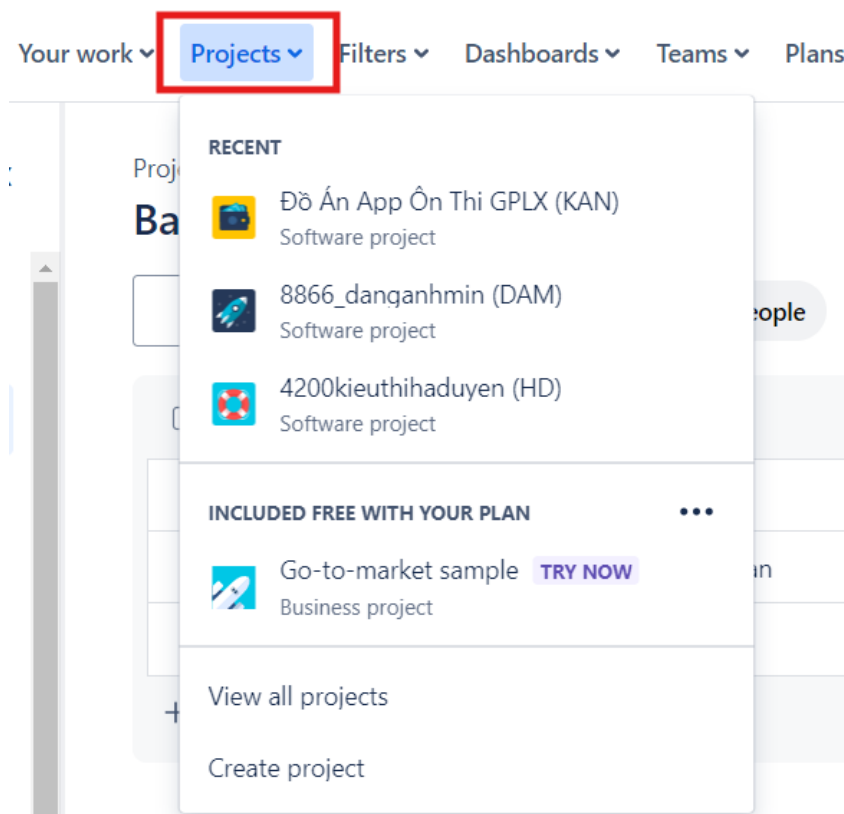 Your work Projects Filters Dashboards Teams Plans
RECENT
Đồ Án App Ôn Thi GPLX (KAN)
Software project
8866_danganhmin (DAM)
Software project
4200kieuthihaduyen (HD)
Software project
INCLUDED FREE WITH YOUR PLAN
Go-to-market sample TRY NOW
Business project
View all projects
Create project